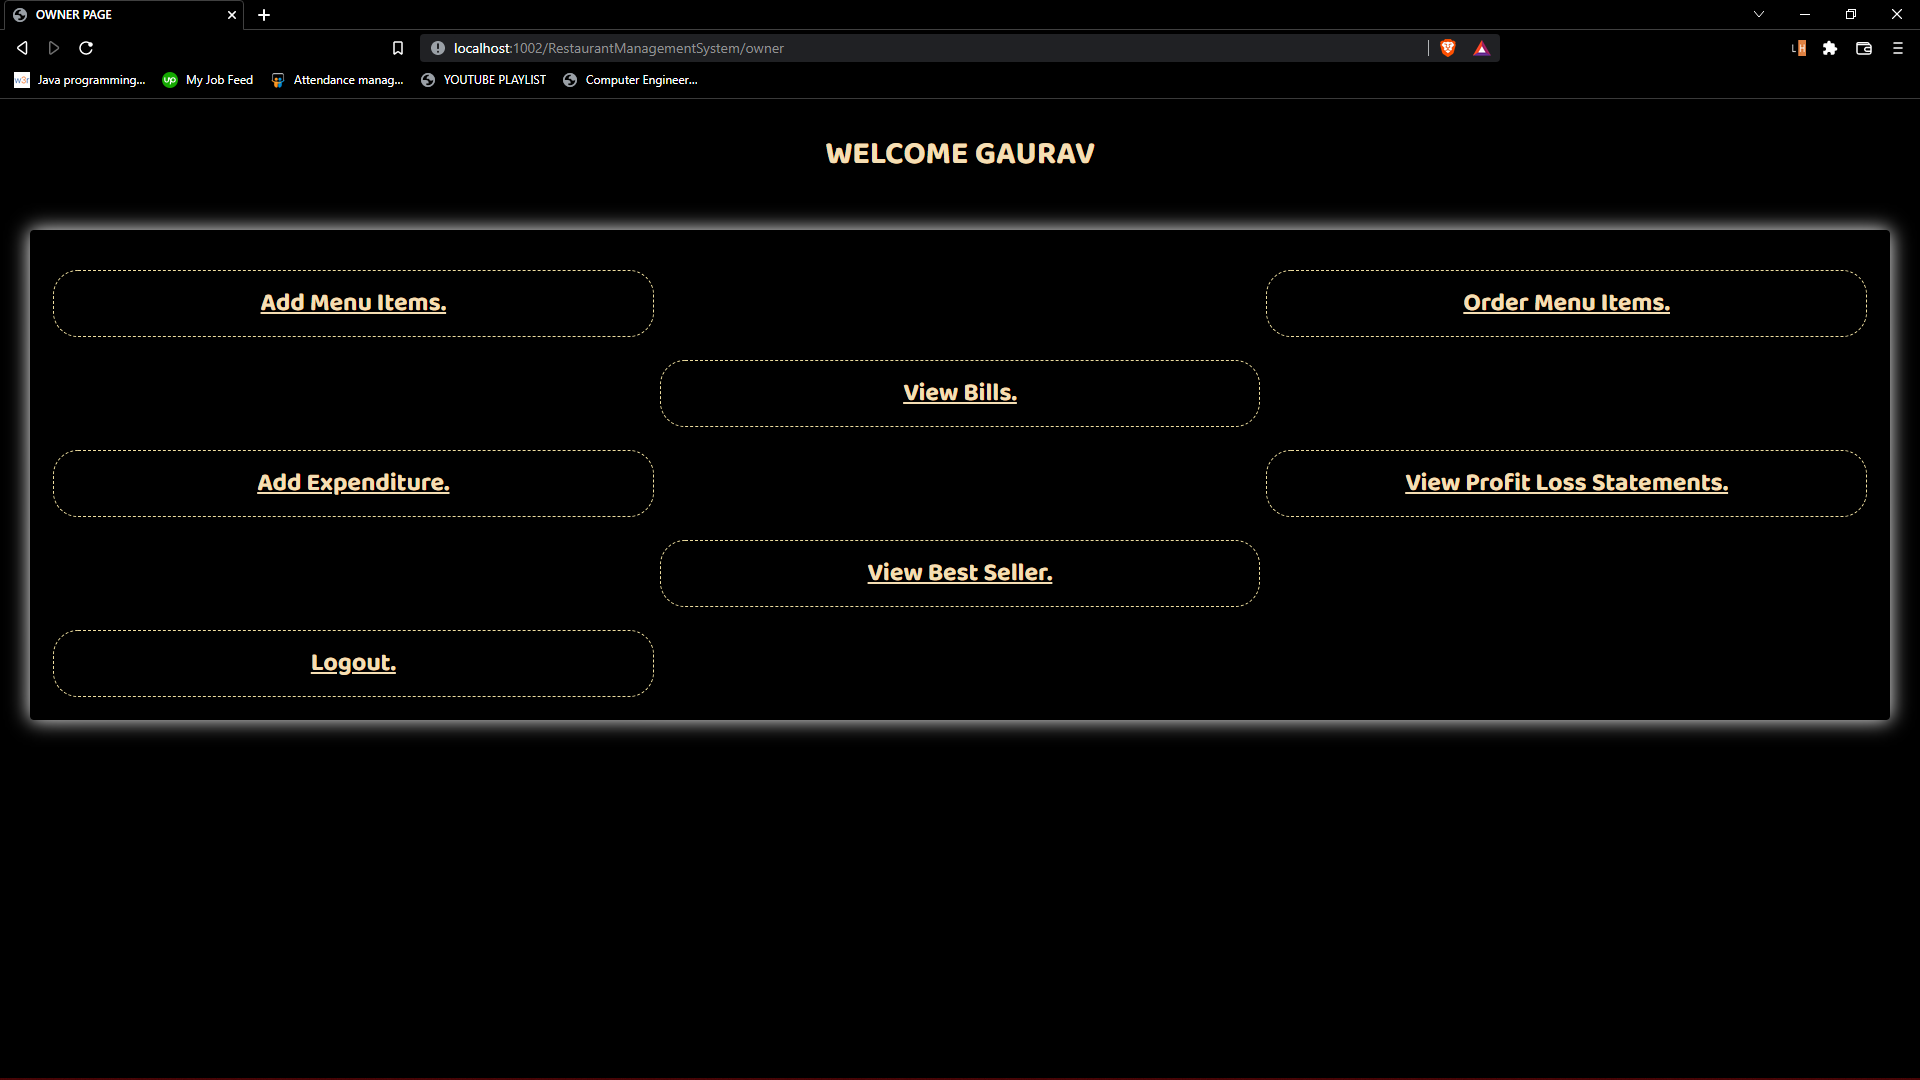 OWNER PAGE
localhost:1002/RestaurantManagementSystem/owner
Java programming... My Job Feed Attendance manag... YOUTUBE PLAYLIST Computer Engineer...
WELCOME GAURAV
Add Menu Items. Order Menu Items.
View Bills.
Add Expenditure. View Profit Loss Statements.
View Best Seller.
Logout.